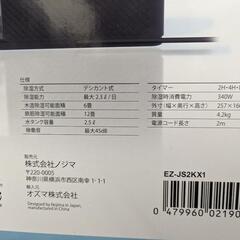 仕様
除湿方式 デシカント式
除湿能力 最大2.5ℓ/日
木造除湿可能面積 6畳
鉄筋除湿可能面積 12畳
水タンク容量 2.5ℓ
運転音 最大45dB
タイマー 2H・4H・
除湿時消費電力 340W
外寸(幅×奥行×高さ) 257×16
質量 4.2kg
電源コード長さ 2m
販売元
株式会社ノジマ
〒220-0005
神奈川県横浜市西区南幸1-1-1
発売元
オズマ株式会社
Designed by Nojima in Japan,
EZ-JS2KX1
0 479960 02190